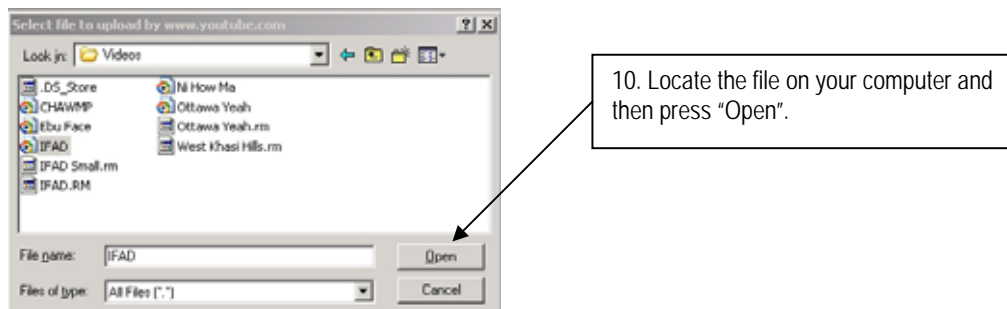 Select file to upload by www.youtube.com
Look in: Videos
.DS_Store
CHAWMP
Ebu Face
IFAD
IFAD Small.rm
IFAD.RM
Ni How Ma
Ottawa Yeah
Ottawa Yeah.rm
West Khasi Hills.rm
File name: IFAD
Open
Files of type: All Files (*.*)
Cancel
10. Locate the file on your computer and
then press “Open”.